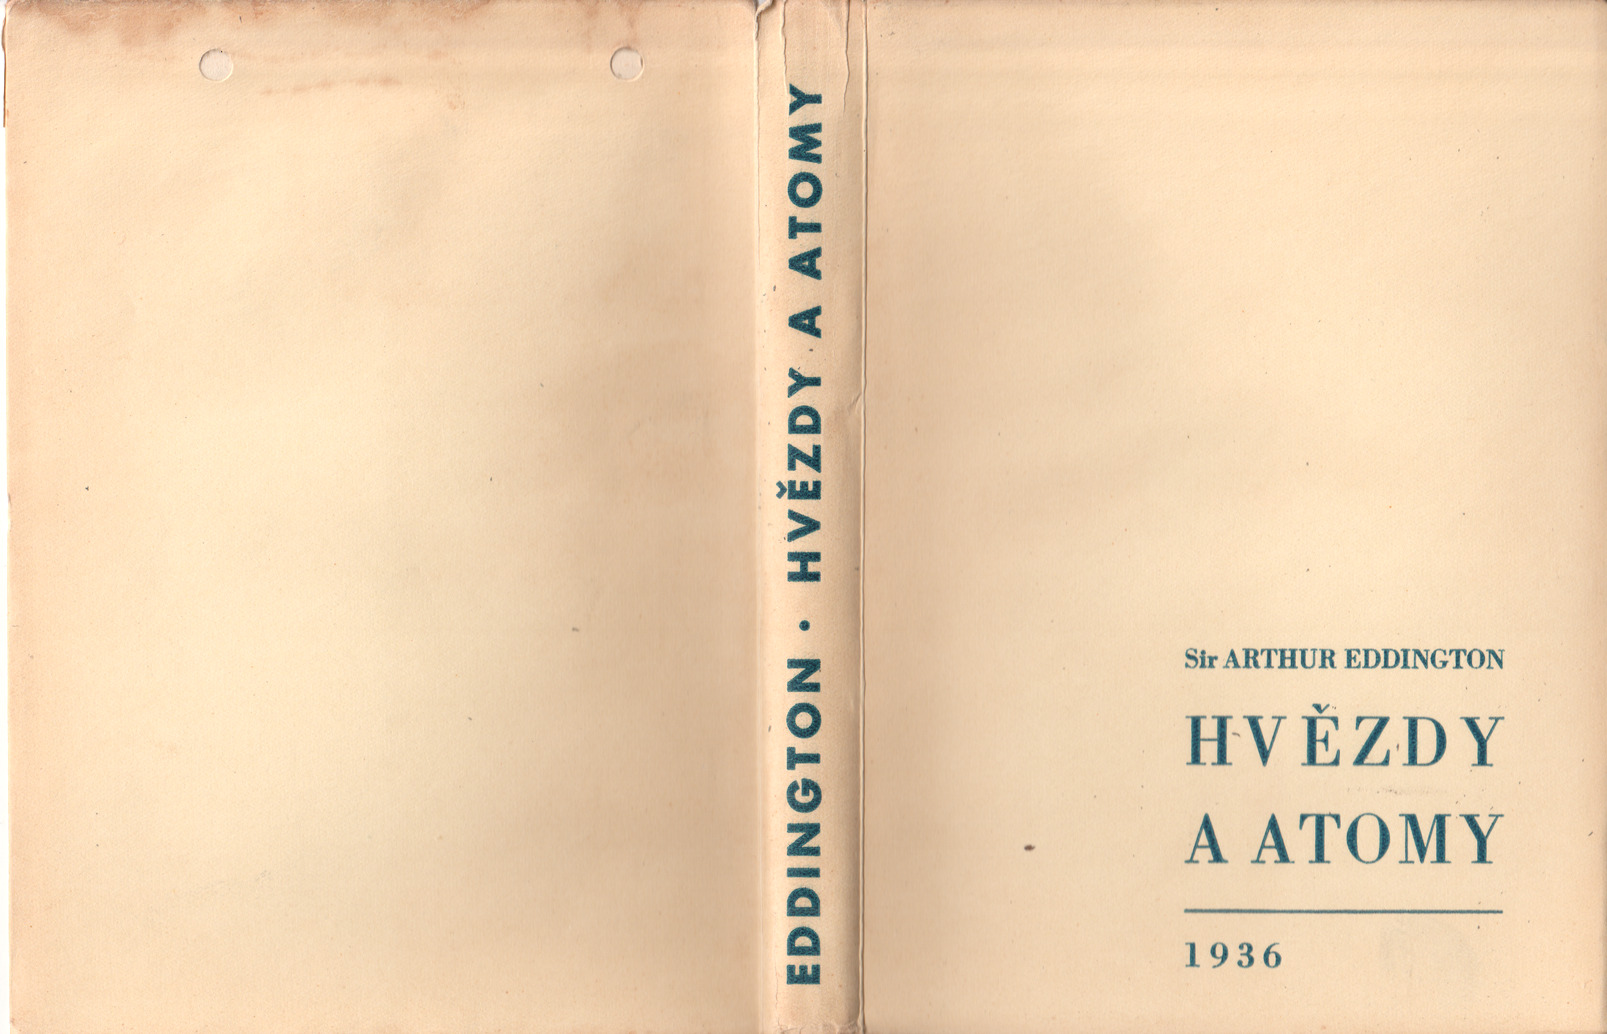 EDDINGTON · HVĚZDY A ATOMY
Sir ARTHUR EDDINGTON
HVĚZDY
A ATOMY
1936